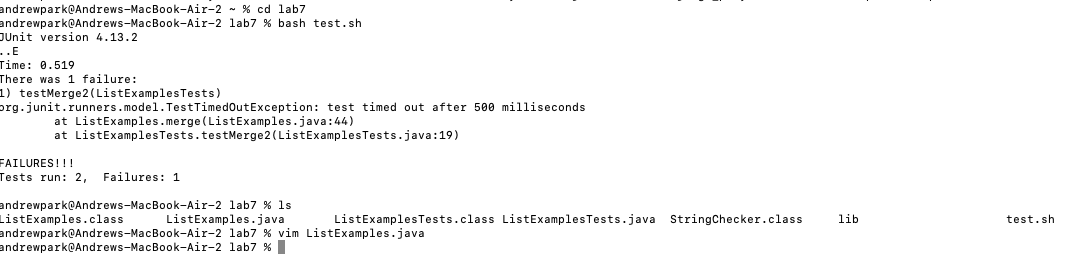 andrewpark@Andrews-MacBook-Air-2 ~ % cd lab7
andrewpark@Andrews-MacBook-Air-2 lab7 % bash test.sh
JUnit version 4.13.2
..E
Time: 0.519
There was 1 failure:
1) testMerge2(ListExamplesTests)
org.junit.runners.model.TestTimedOutException: test timed out after 500 milliseconds
        at ListExamples.merge(ListExamples.java:44)
        at ListExamplesTests.testMerge2(ListExamplesTests.java:19)
FAILURES!!!
Tests run: 2,  Failures: 1
andrewpark@Andrews-MacBook-Air-2 lab7 % ls
ListExamples.class      ListExamples.java       ListExamplesTests.class ListExamplesTests.java  StringChecker.class     lib                     test.sh
andrewpark@Andrews-MacBook-Air-2 lab7 % vim ListExamples.java
andrewpark@Andrews-MacBook-Air-2 lab7 %